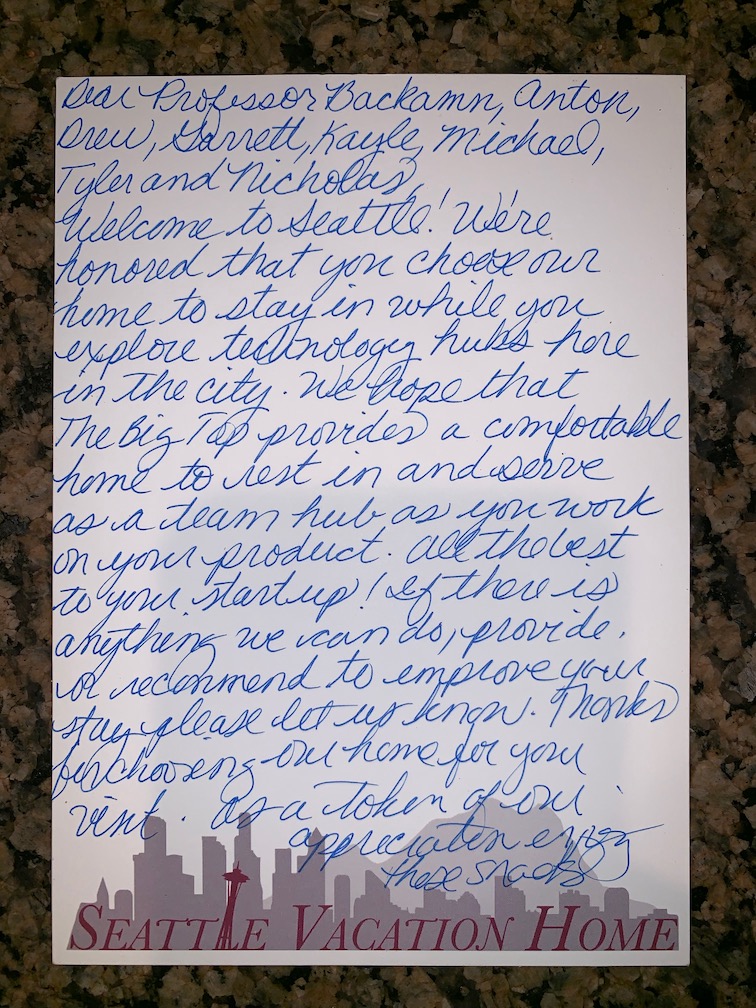 Dear Professor Backamn, Anton,
Drew, Garrett, Kayle, Michael,
Tyler and Nicholas,
Welcome to Seattle! We're
honored that you choose our
home to stay in while you
explore technology hubs here
in the city. We hope that
The Big Tap provides a comfortable
home to rest in and serve
as a team hub as you work
on your product. All the best
to your startup! If there is
anything we can do, provide,
or recommend to improve your
stay please let us know. Thanks
for choosing our home for your
visit. As a token of our
appreciation enjoy
these snacks
SEATTLE VACATION HOME